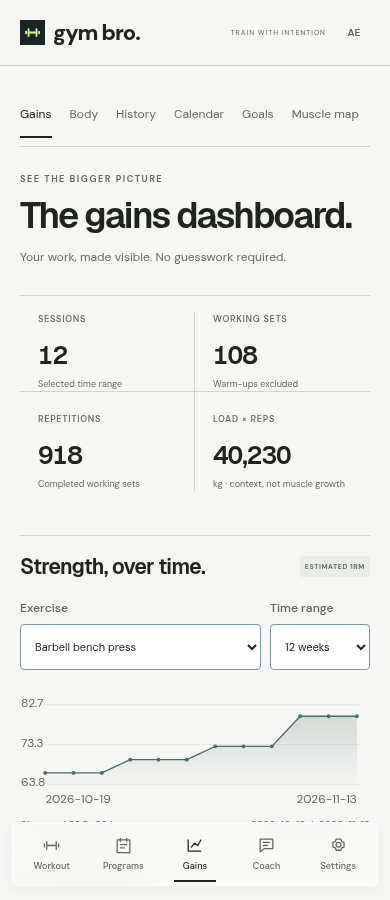 gym bro.
TRAIN WITH INTENTION
AE
Gains Body History Calendar Goals Muscle map
SEE THE BIGGER PICTURE
The gains dashboard.
Your work, made visible. No guesswork required.
SESSIONS
12
Selected time range
WORKING SETS
108
Warm-ups excluded
REPETITIONS
918
Completed working sets
LOAD × REPS
40,230
kg · context, not muscle growth
Strength, over time.
ESTIMATED 1RM
Exercise
Time range
Barbell bench press
12 weeks
82.7
73.3
63.8
2026-10-19
2026-11-13
Workout Programs Gains Coach Settings